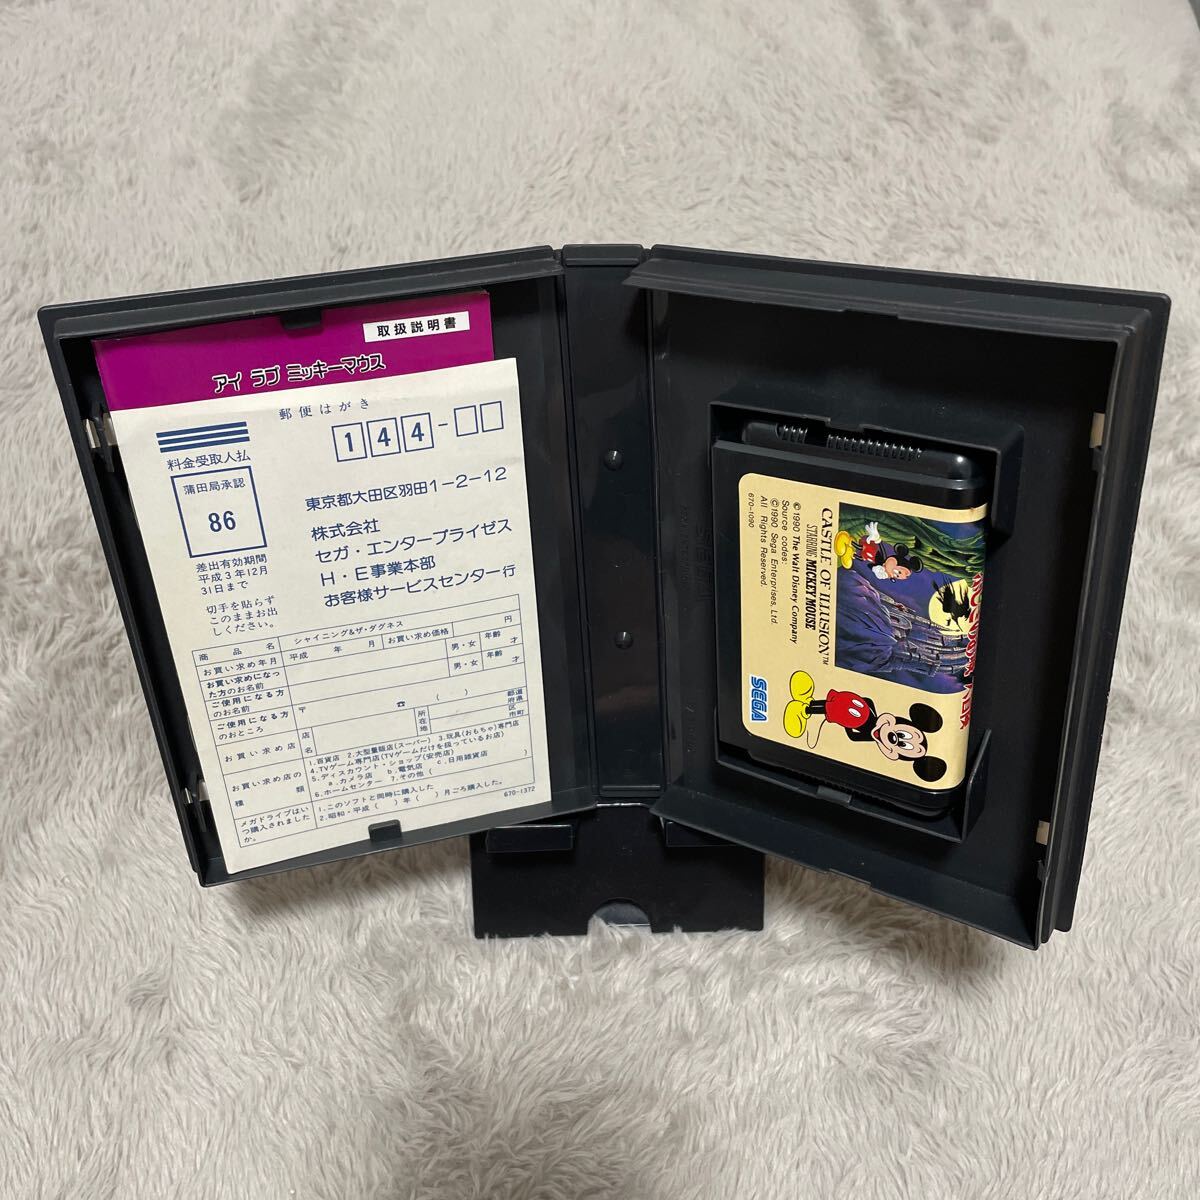 取扱説明書
アイ ラブ ミッキーマウス
郵便はがき
144-
料金受取人払
蒲田局承認
86
差出有効期間
平成3年12月
31日まで
切手を貼らず
このままお出
しください。
東京都大田区羽田1-2-12
株式会社
セガ・エンタープライゼス
H・E事業本部
お客様サービスセンター行
商品名 シャイニング&ザ・ダクネス お買い求め価格 円
お買い求め年月 平成 年 月 男・女 年齢 才
お買い求めになった方のお名前 男・女 年齢 才
ご使用になる方のお名前
ご使用になる方のおところ 〒 ☎ ( )
お買い求め店 店名 所在地 都道府県 区市町
お買い求め店の種類
1.百貨店 2.大型量販店(スーパー) 3.玩具(おもちゃ)専門店
4.TVゲーム専門店(TVゲームだけを扱っているお店)
5.ディスカウント・ショップ(安売店)
a.カメラ店 b.電気店 c.日用雑貨店
6.ホームセンター 7.その他( )
メガドライブはいつ購入されましたか。
1.このソフトと同時に購入した
2.昭和・平成( )年( )月ごろ購入した。
670-1372
CASTLE OF ILLUSION™
STARRING MICKEY MOUSE
© 1990 The Walt Disney Company
Source codes:
©1990 Sega Enterprises, Ltd.
All Rights Reserved.
670-1090
SEGA